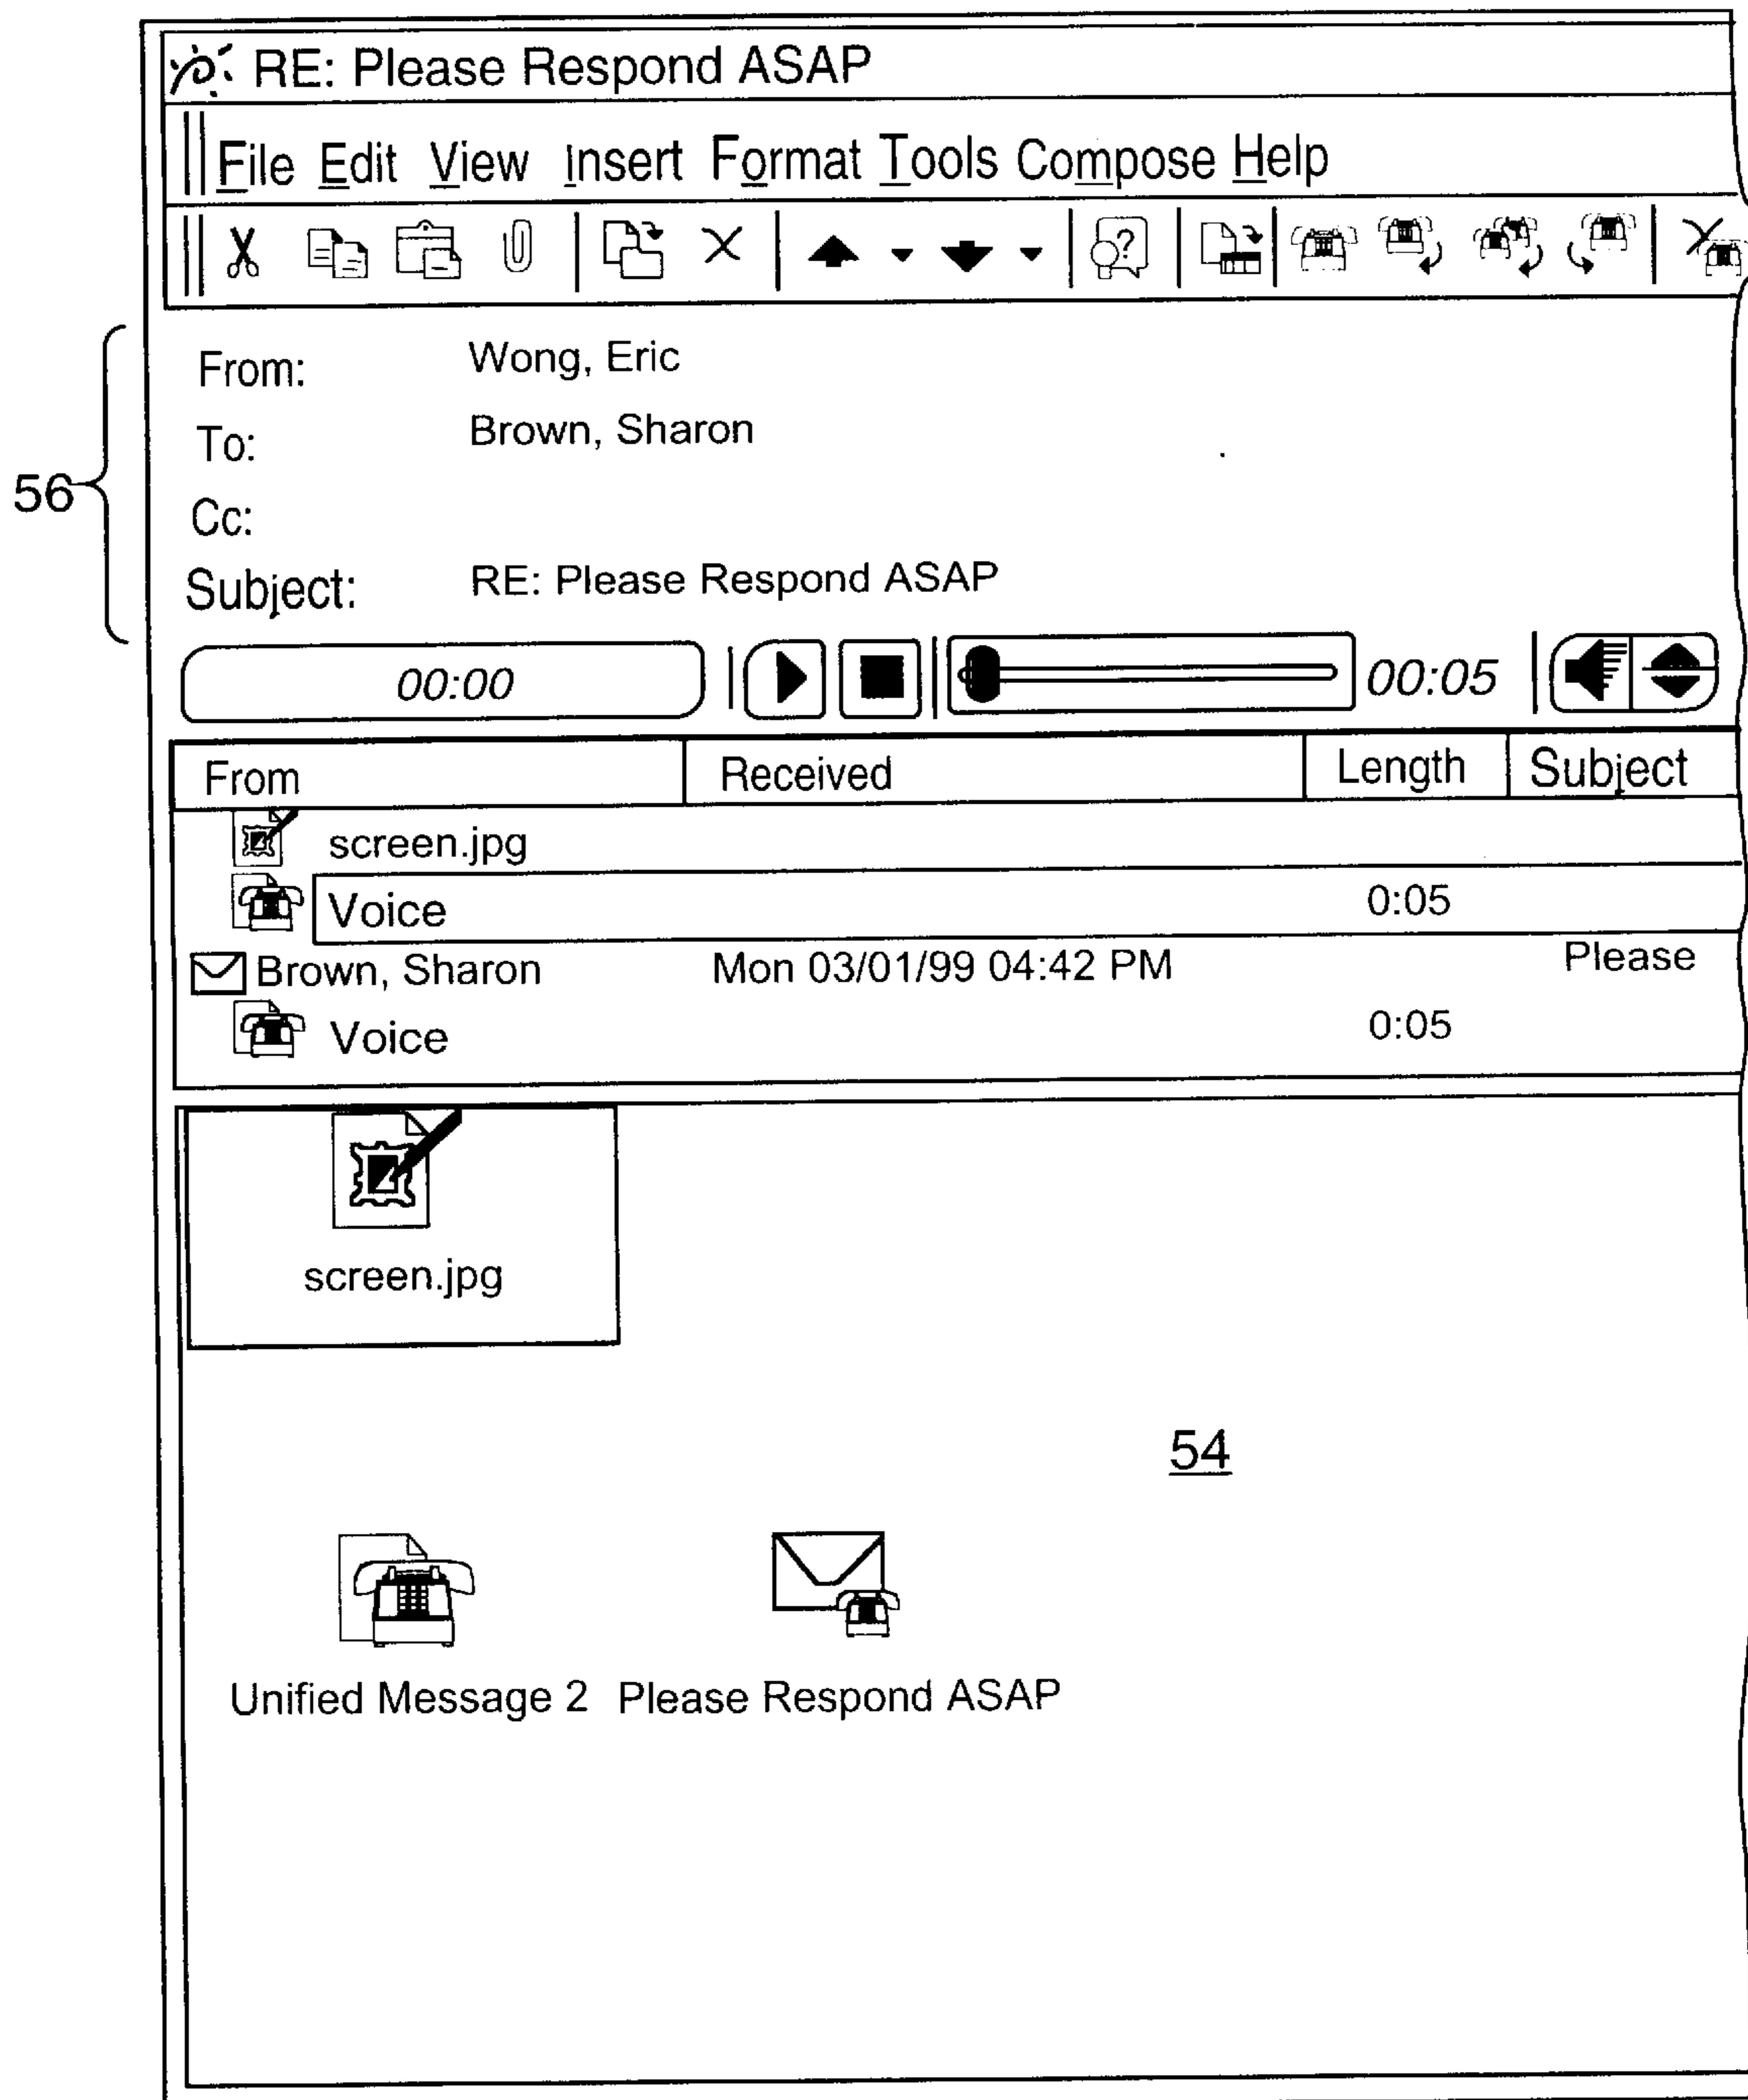 RE: Please Respond ASAP
File Edit View Insert Format Tools Compose Help
?
From: Wong, Eric
To: Brown, Sharon
56
Cc:
Subject: RE: Please Respond ASAP
00:00 00:05
From Received Length Subject
screen.jpg
Voice 0:05
Brown, Sharon Mon 03/01/99 04:42 PM Please
Voice 0:05
screen.jpg
54
Unified Message 2 Please Respond ASAP